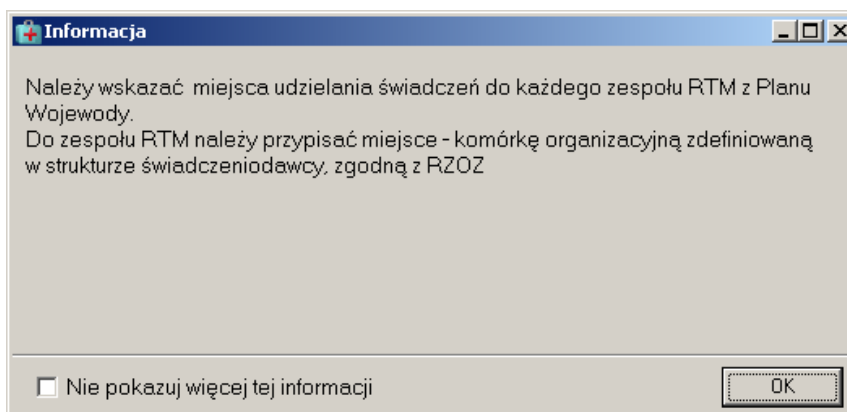 Informacja
Należy wskazać  miejsca udzielania świadczeń do każdego zespołu RTM z Planu
Wojewody.
Do zespołu RTM należy przypisać miejsce - komórkę organizacyjną zdefiniowaną
w strukturze świadczeniodawcy, zgodną z RZOZ
Nie pokazuj więcej tej informacji
OK